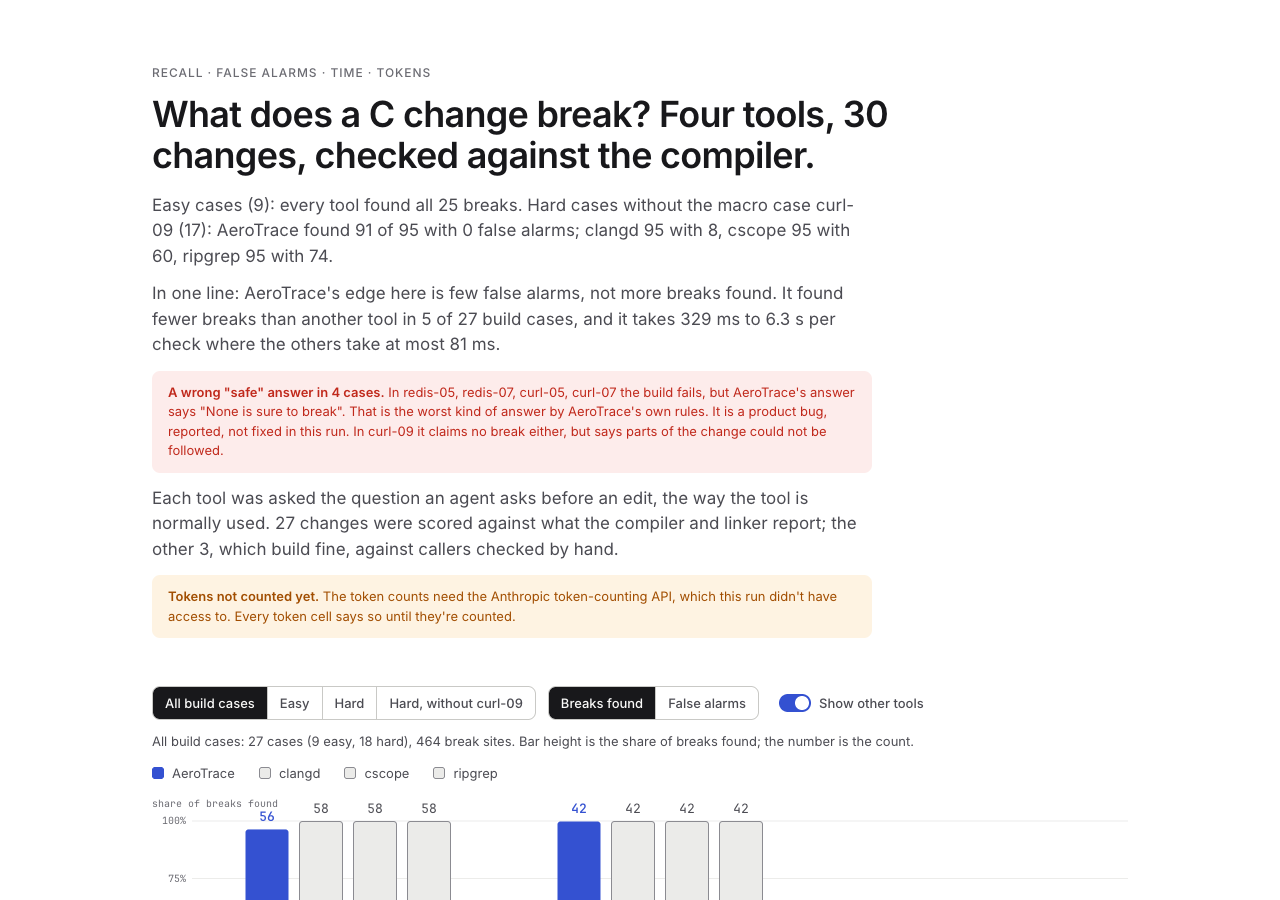 RECALL · FALSE ALARMS · TIME · TOKENS
What does a C change break? Four tools, 30
changes, checked against the compiler.
Easy cases (9): every tool found all 25 breaks. Hard cases without the macro case curl-
09 (17): AeroTrace found 91 of 95 with 0 false alarms; clangd 95 with 8, cscope 95 with
60, ripgrep 95 with 74.
In one line: AeroTrace's edge here is few false alarms, not more breaks found. It found
fewer breaks than another tool in 5 of 27 build cases, and it takes 329 ms to 6.3 s per
check where the others take at most 81 ms.
A wrong "safe" answer in 4 cases. In redis-05, redis-07, curl-05, curl-07 the build fails, but AeroTrace's answer
says "None is sure to break". That is the worst kind of answer by AeroTrace's own rules. It is a product bug,
reported, not fixed in this run. In curl-09 it claims no break either, but says parts of the change could not be
followed.
Each tool was asked the question an agent asks before an edit, the way the tool is
normally used. 27 changes were scored against what the compiler and linker report; the
other 3, which build fine, against callers checked by hand.
Tokens not counted yet. The token counts need the Anthropic token-counting API, which this run didn't have
access to. Every token cell says so until they're counted.
All build cases Easy Hard Hard, without curl-09 Breaks found False alarms Show other tools
All build cases: 27 cases (9 easy, 18 hard), 464 break sites. Bar height is the share of breaks found; the number is the count.
AeroTrace clangd cscope ripgrep
share of breaks found
56 58 58 58 42 42 42 42
100%
75%